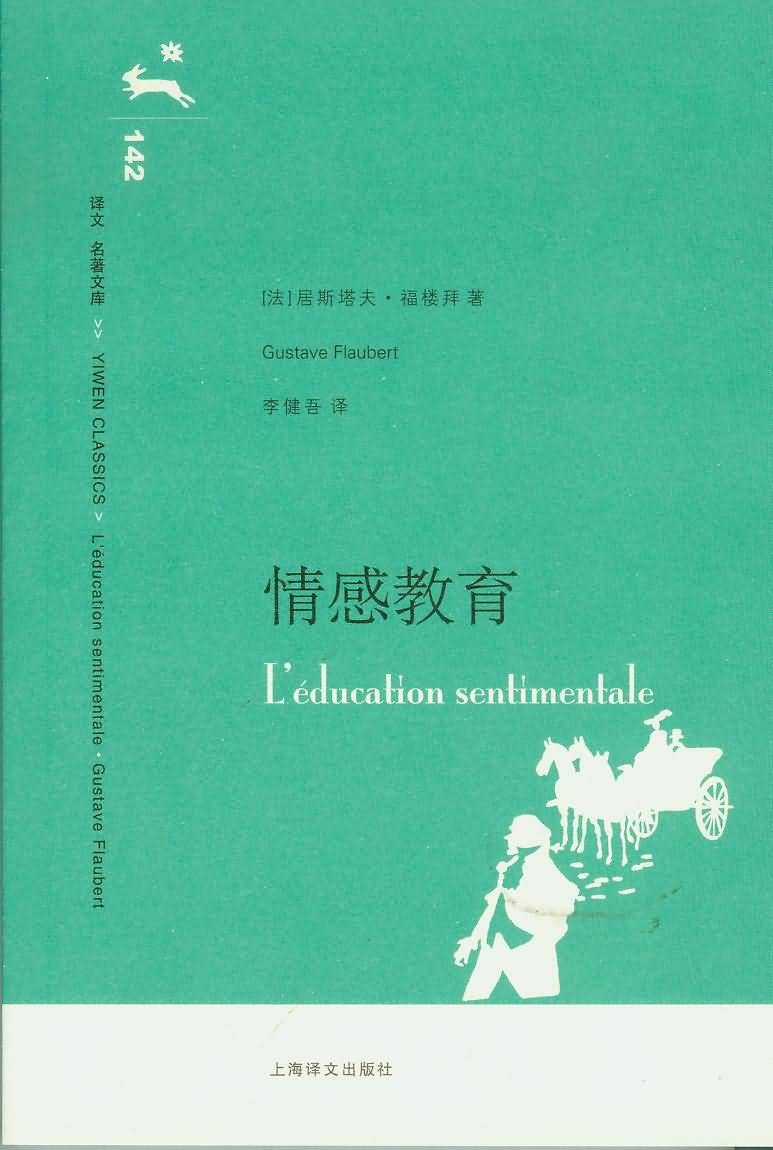 142
译文 名著文库 >> YIWEN CLASSICS > L'éducation sentimentale · Gustave Flaubert
[法]居斯塔夫·福楼拜 著
Gustave Flaubert
李健吾 译
情感教育
L'éducation sentimentale
上海译文出版社